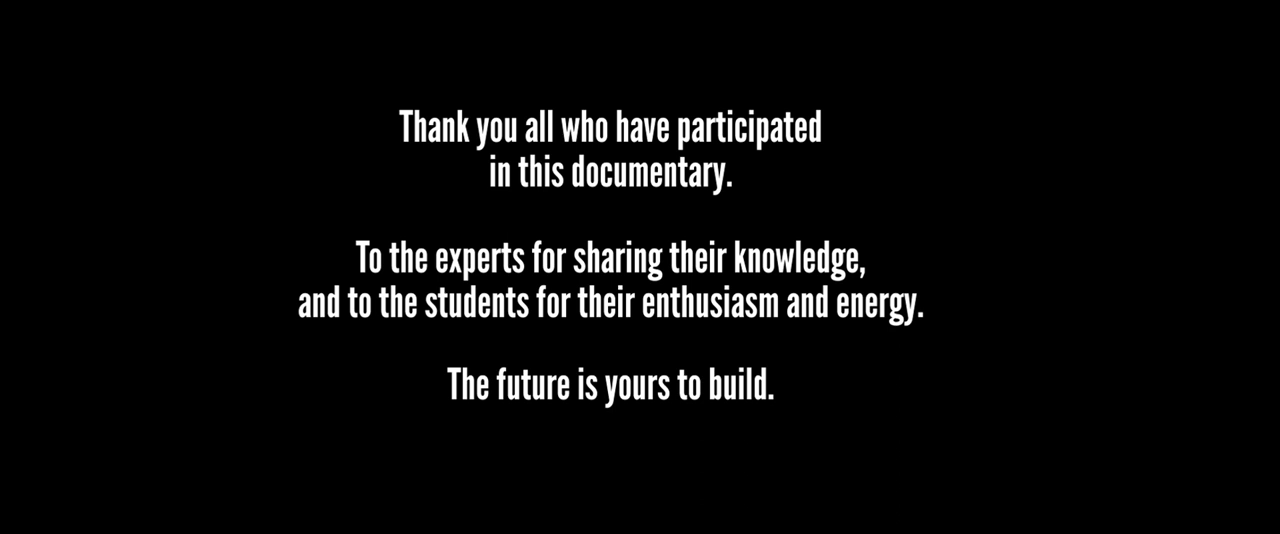 Thank you all who have participated
in this documentary.
To the experts for sharing their knowledge,
and to the students for their enthusiasm and energy.
The future is yours to build.